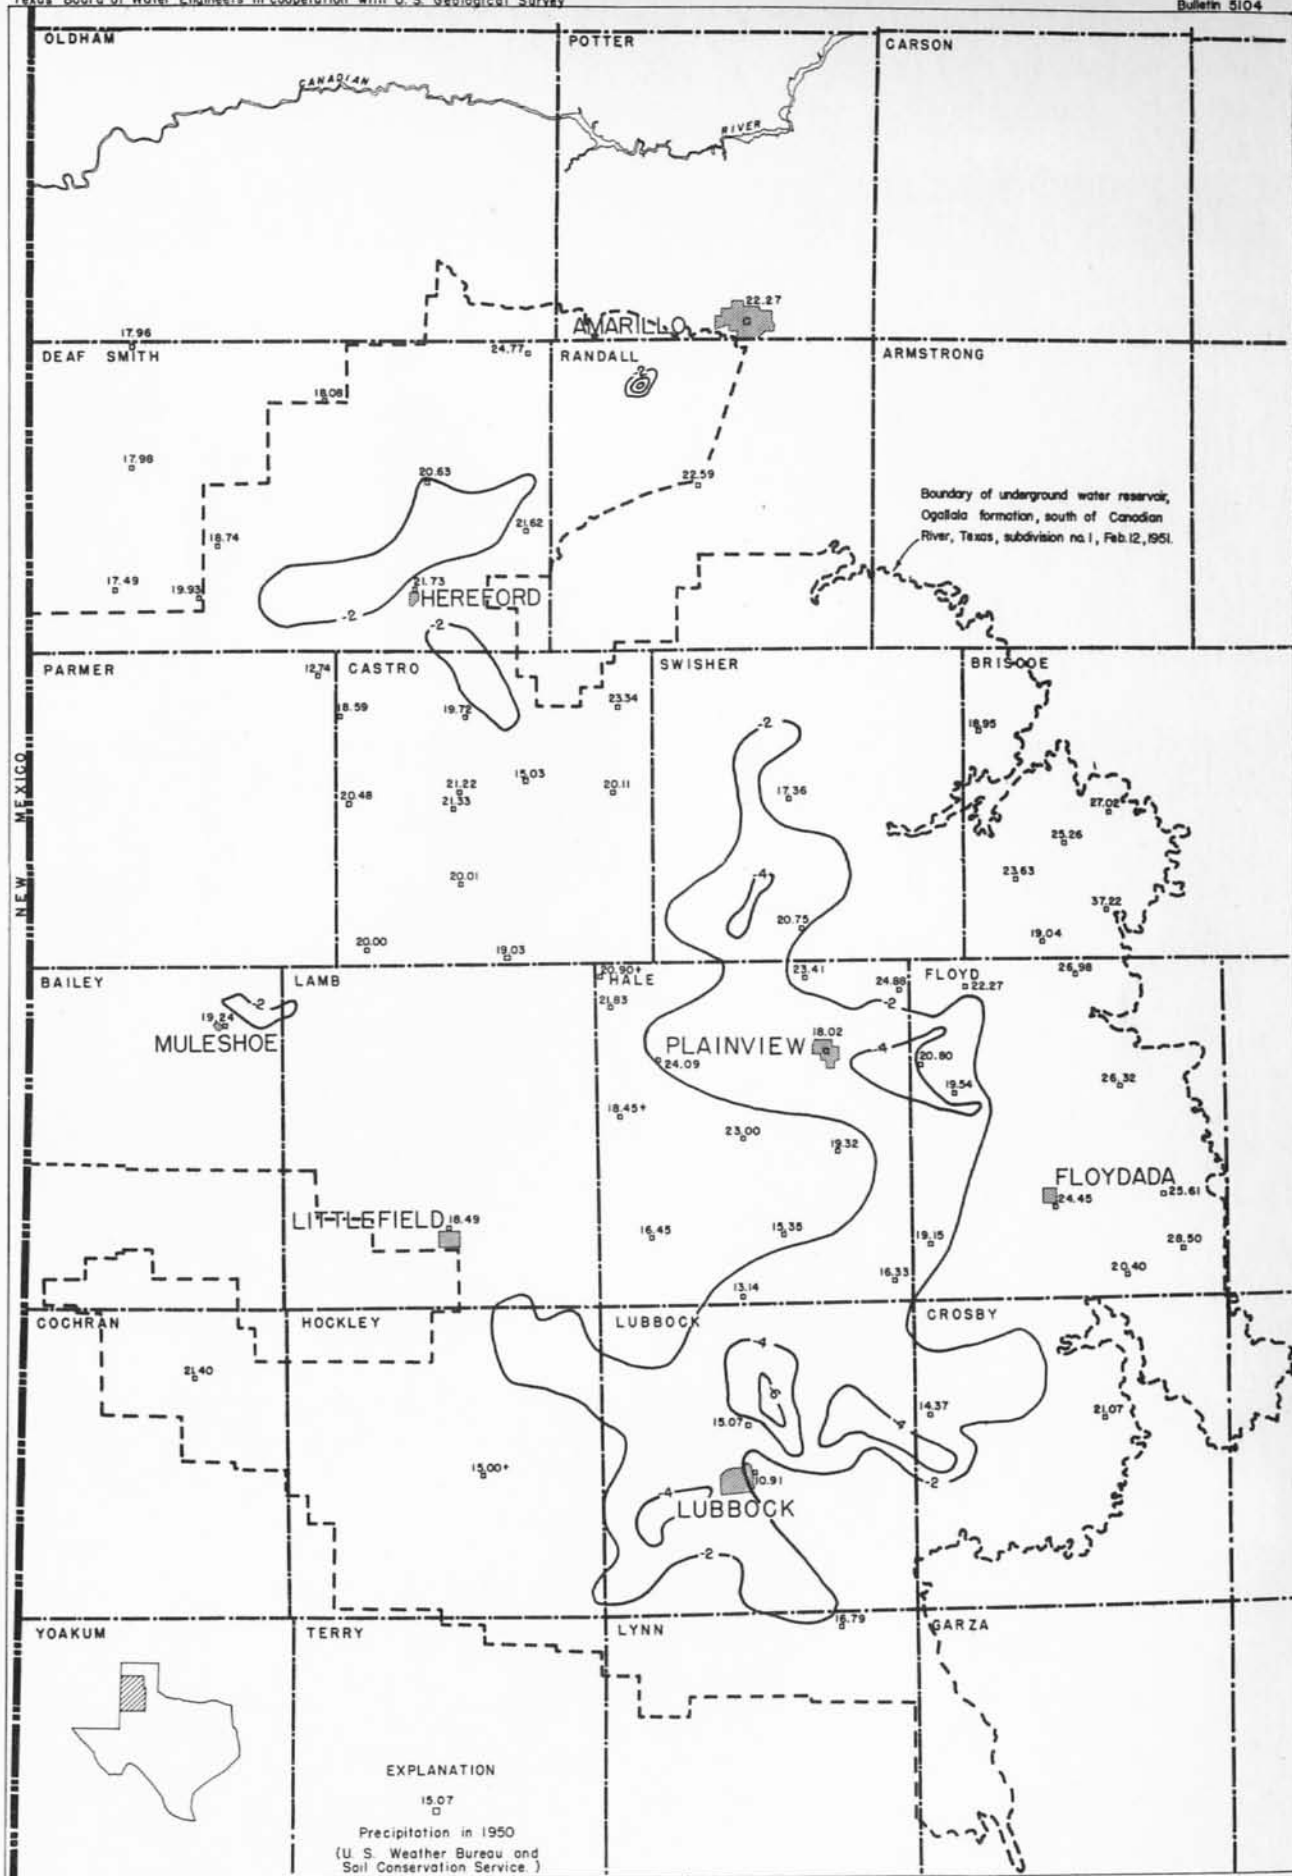 Texas Board of Water Engineers in cooperation with U. S. Geological Survey
Bulletin 5104
OLDHAM
POTTER
CARSON
CANADIAN
RIVER
22.27
AMARILLO
17.96
DEAF SMITH
24.77
RANDALL
ARMSTRONG
-2
18.08
17.98
20.63
22.59
Boundary of underground water reservoir,
Ogallala formation, south of Canadian
River, Texas, subdivision no. 1, Feb. 12, 1951.
21.62
18.74
17.49
19.93
21.73
HEREFORD
-2
-2
PARMER
12.74
CASTRO
SWISHER
BRISCOE
18.59
19.72
23.34
-2
18.95
NEW MEXICO
15.03
21.22
20.11
20.48
21.33
17.36
27.02
25.26
20.01
-4
23.63
37.22
20.75
19.04
20.00
19.03
BAILEY
LAMB
20.90+
HALE
23.41
24.88
FLOYD
22.27
26.98
-2
21.83
-2
19.24
MULESHOE
PLAINVIEW
18.02
-4
24.09
20.80
19.54
26.32
18.45+
23.00
19.32
FLOYDADA
25.61
24.45
LITTLEFIELD
18.49
16.45
15.35
19.15
28.50
16.33
20.40
13.14
COCHRAN
HOCKLEY
LUBBOCK
CROSBY
-4
21.40
-6
14.37
21.07
15.07
-4
15.00+
10.91
-2
-4
LUBBOCK
-2
16.79
YOAKUM
TERRY
LYNN
GARZA
EXPLANATION
15.07
Precipitation in 1950
(U. S. Weather Bureau and
Soil Conservation Service.)